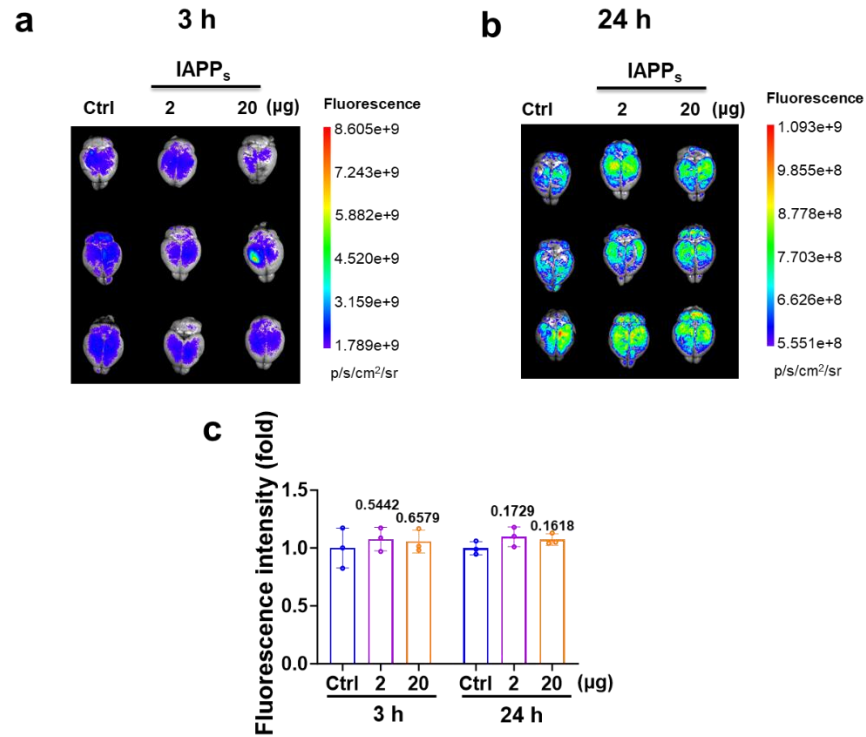 a
3 h
IAPPs
Ctrl 2 20 (µg)
Fluorescence
8.605e+9
7.243e+9
5.882e+9
4.520e+9
3.159e+9
1.789e+9
p/s/cm²/sr
b
24 h
IAPPs
Ctrl 2 20 (µg)
Fluorescence
1.093e+9
9.855e+8
8.778e+8
7.703e+8
6.626e+8
5.551e+8
p/s/cm²/sr
c
Fluorescence intensity (fold)
1.5
1.0
0.5
0.0
0.5442
0.6579
0.1729
0.1618
Ctrl 2 20 Ctrl 2 20 (µg)
3 h 24 h